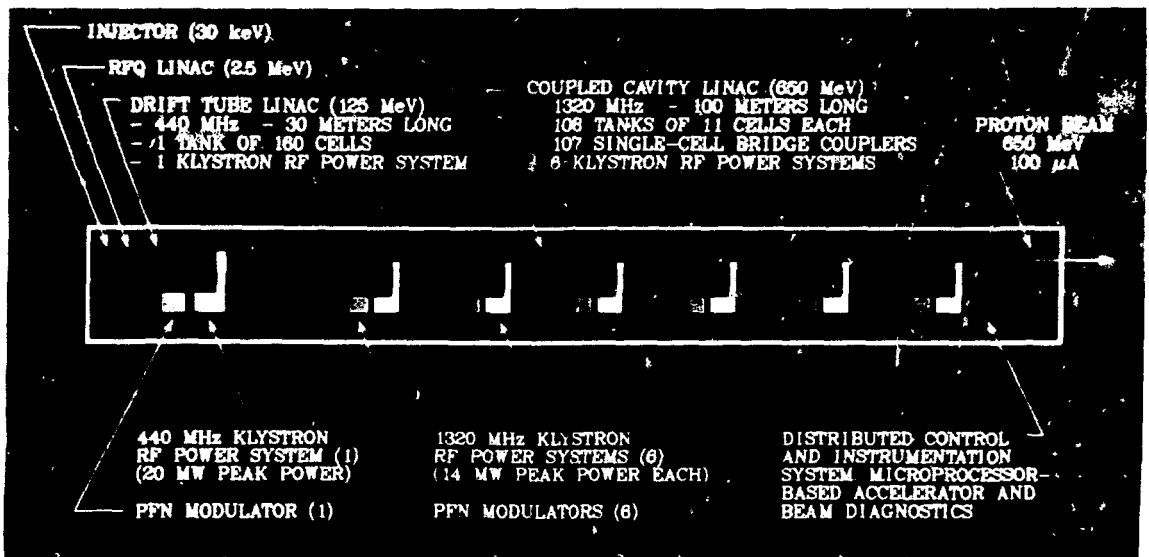 INJECTOR (30 keV)
RFQ LINAC (2.5 MeV)
DRIFT TUBE LINAC (125 MeV)
- 440 MHz - 30 METERS LONG
- 1 TANK OF 160 CELLS
- 1 KLYSTRON RF POWER SYSTEM
COUPLED CAVITY LINAC (650 MeV)
1320 MHz - 100 METERS LONG
108 TANKS OF 11 CELLS EACH
107 SINGLE-CELL BRIDGE COUPLERS
6 KLYSTRON RF POWER SYSTEMS
PROTON BEAM
650 MeV
100 μA
440 MHz KLYSTRON
RF POWER SYSTEM (1)
(20 MW PEAK POWER)
PFN MODULATOR (1)
1320 MHz KLYSTRON
RF POWER SYSTEMS (6)
(14 MW PEAK POWER EACH)
PFN MODULATORS (6)
DISTRIBUTED CONTROL
AND INSTRUMENTATION
SYSTEM MICROPROCESSOR-
BASED ACCELERATOR AND
BEAM DIAGNOSTICS